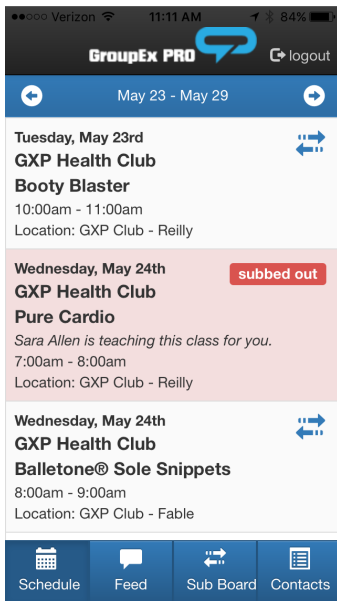 Verizon 11:11 AM 84%
GroupEx PRO logout
May 23 - May 29
Tuesday, May 23rd
GXP Health Club
Booty Blaster
10:00am - 11:00am
Location: GXP Club - Reilly
Wednesday, May 24th subbed out
GXP Health Club
Pure Cardio
Sara Allen is teaching this class for you.
7:00am - 8:00am
Location: GXP Club - Reilly
Wednesday, May 24th
GXP Health Club
Balletone® Sole Snippets
8:00am - 9:00am
Location: GXP Club - Fable
Schedule Feed Sub Board Contacts